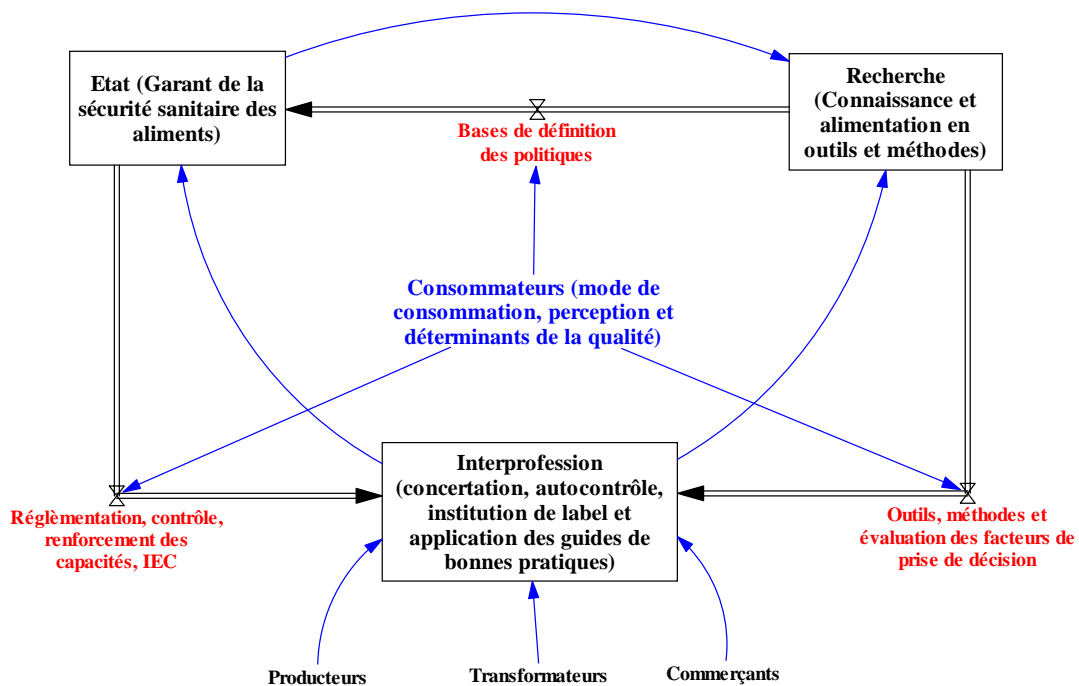 Etat (Garant de la
sécurité sanitaire des
aliments)
Recherche
(Connaissance et
alimentation en
outils et méthodes)
Bases de définition
des politiques
Consommateurs (mode de
consommation, perception et
déterminants de la qualité)
Interprofession
(concertation, autocontrôle,
institution de label et
application des guides de
bonnes pratiques)
Réglèmentation, contrôle,
renforcement des
capacités, IEC
Outils, méthodes et
évaluation des facteurs de
prise de décision
Producteurs
Transformateurs
Commerçants